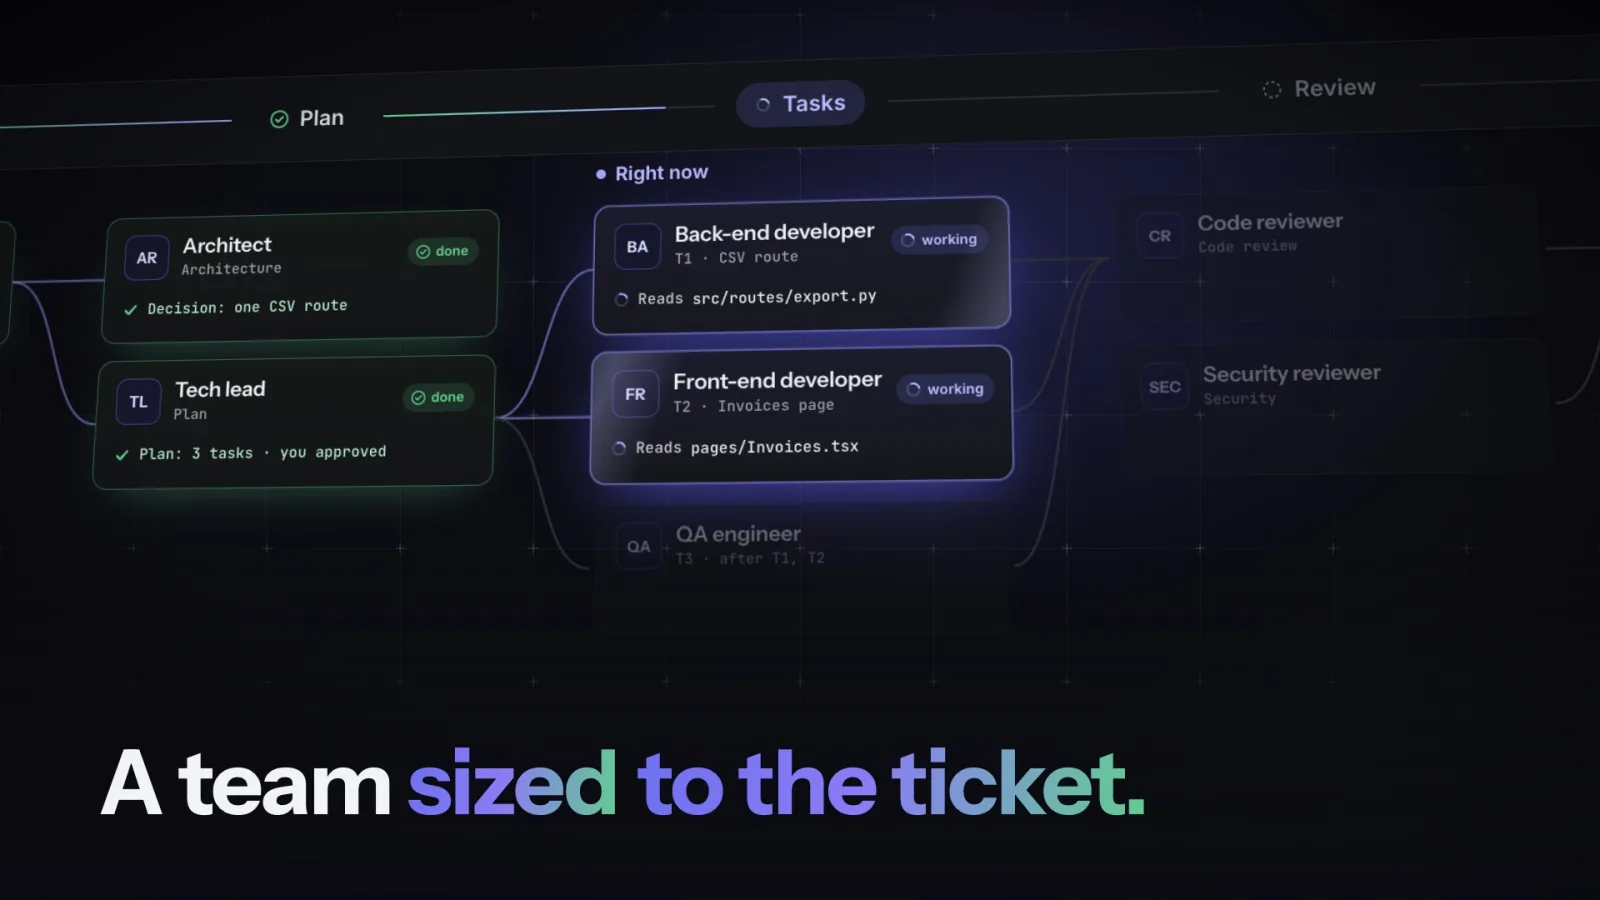 Plan
Tasks
Review
Right now
AR
Architect
Architecture
done
Decision: one CSV route
TL
Tech lead
Plan
done
Plan: 3 tasks · you approved
BA
Back-end developer
T1 · CSV route
working
Reads src/routes/export.py
FR
Front-end developer
T2 · Invoices page
working
Reads pages/Invoices.tsx
QA
QA engineer
T3 · after T1, T2
CR
Code reviewer
Code review
SEC
Security reviewer
Security
A team sized to the ticket.